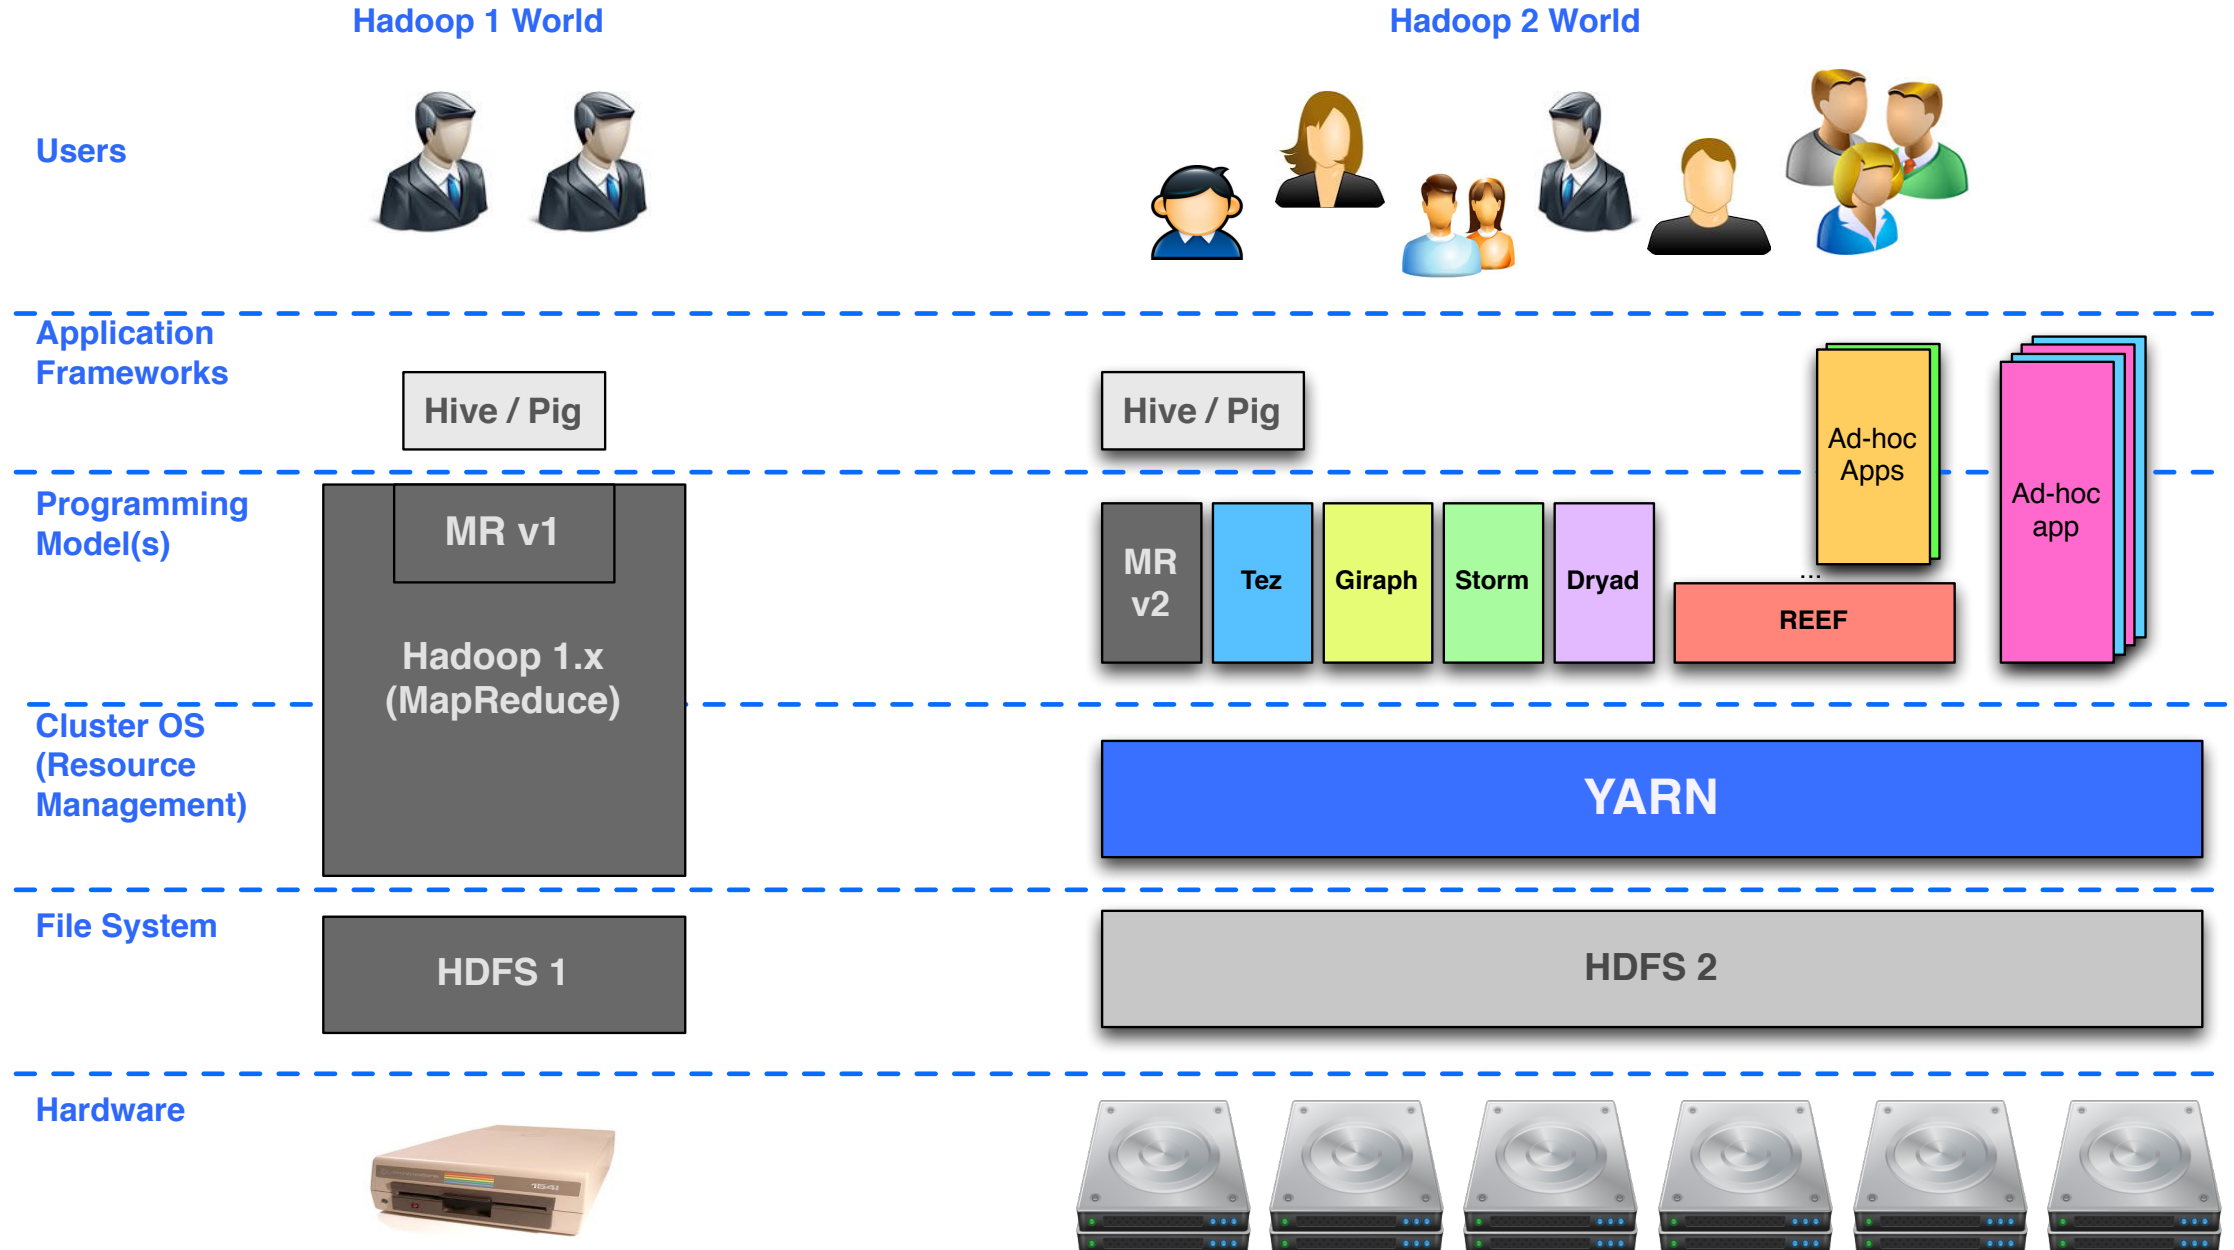 Hadoop 1 World
Hadoop 2 World
Users
Application
Frameworks
Hive / Pig
Hive / Pig
Ad-hoc
Apps
Programming
Model(s)
MR v1
Hadoop 1.x
(MapReduce)
MR
v2
Tez
Giraph
Storm
Dryad
...
REEF
Ad-hoc
app
Cluster OS
(Resource
Management)
YARN
File System
HDFS 1
HDFS 2
Hardware
1541